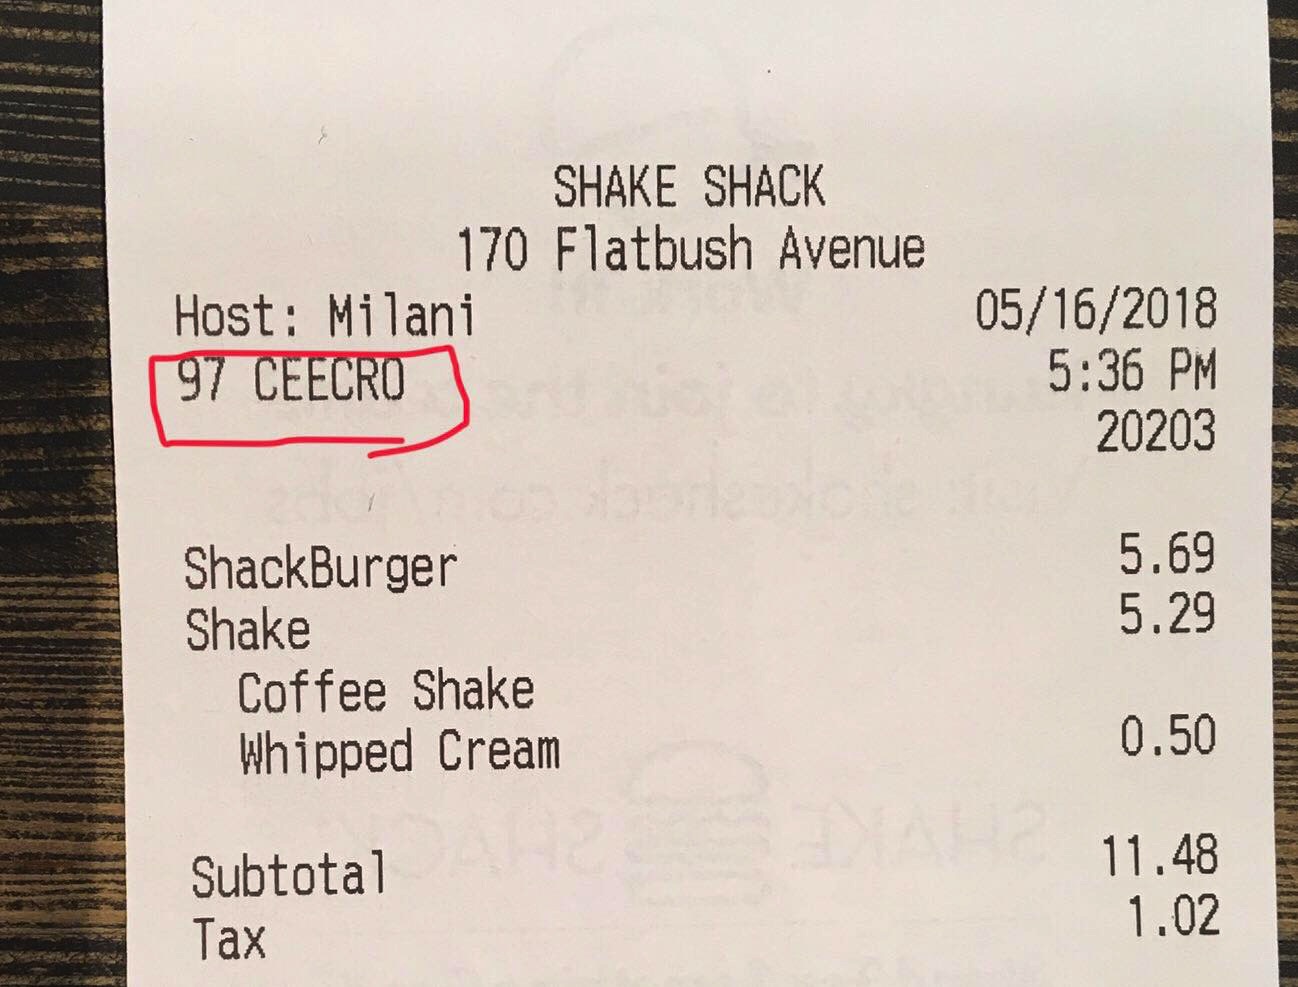 SHAKE SHACK
170 Flatbush Avenue
Host: Milani 05/16/2018
97 CEECRO 5:36 PM
20203
ShackBurger 5.69
Shake 5.29
Coffee Shake
Whipped Cream 0.50
Subtotal 11.48
Tax 1.02